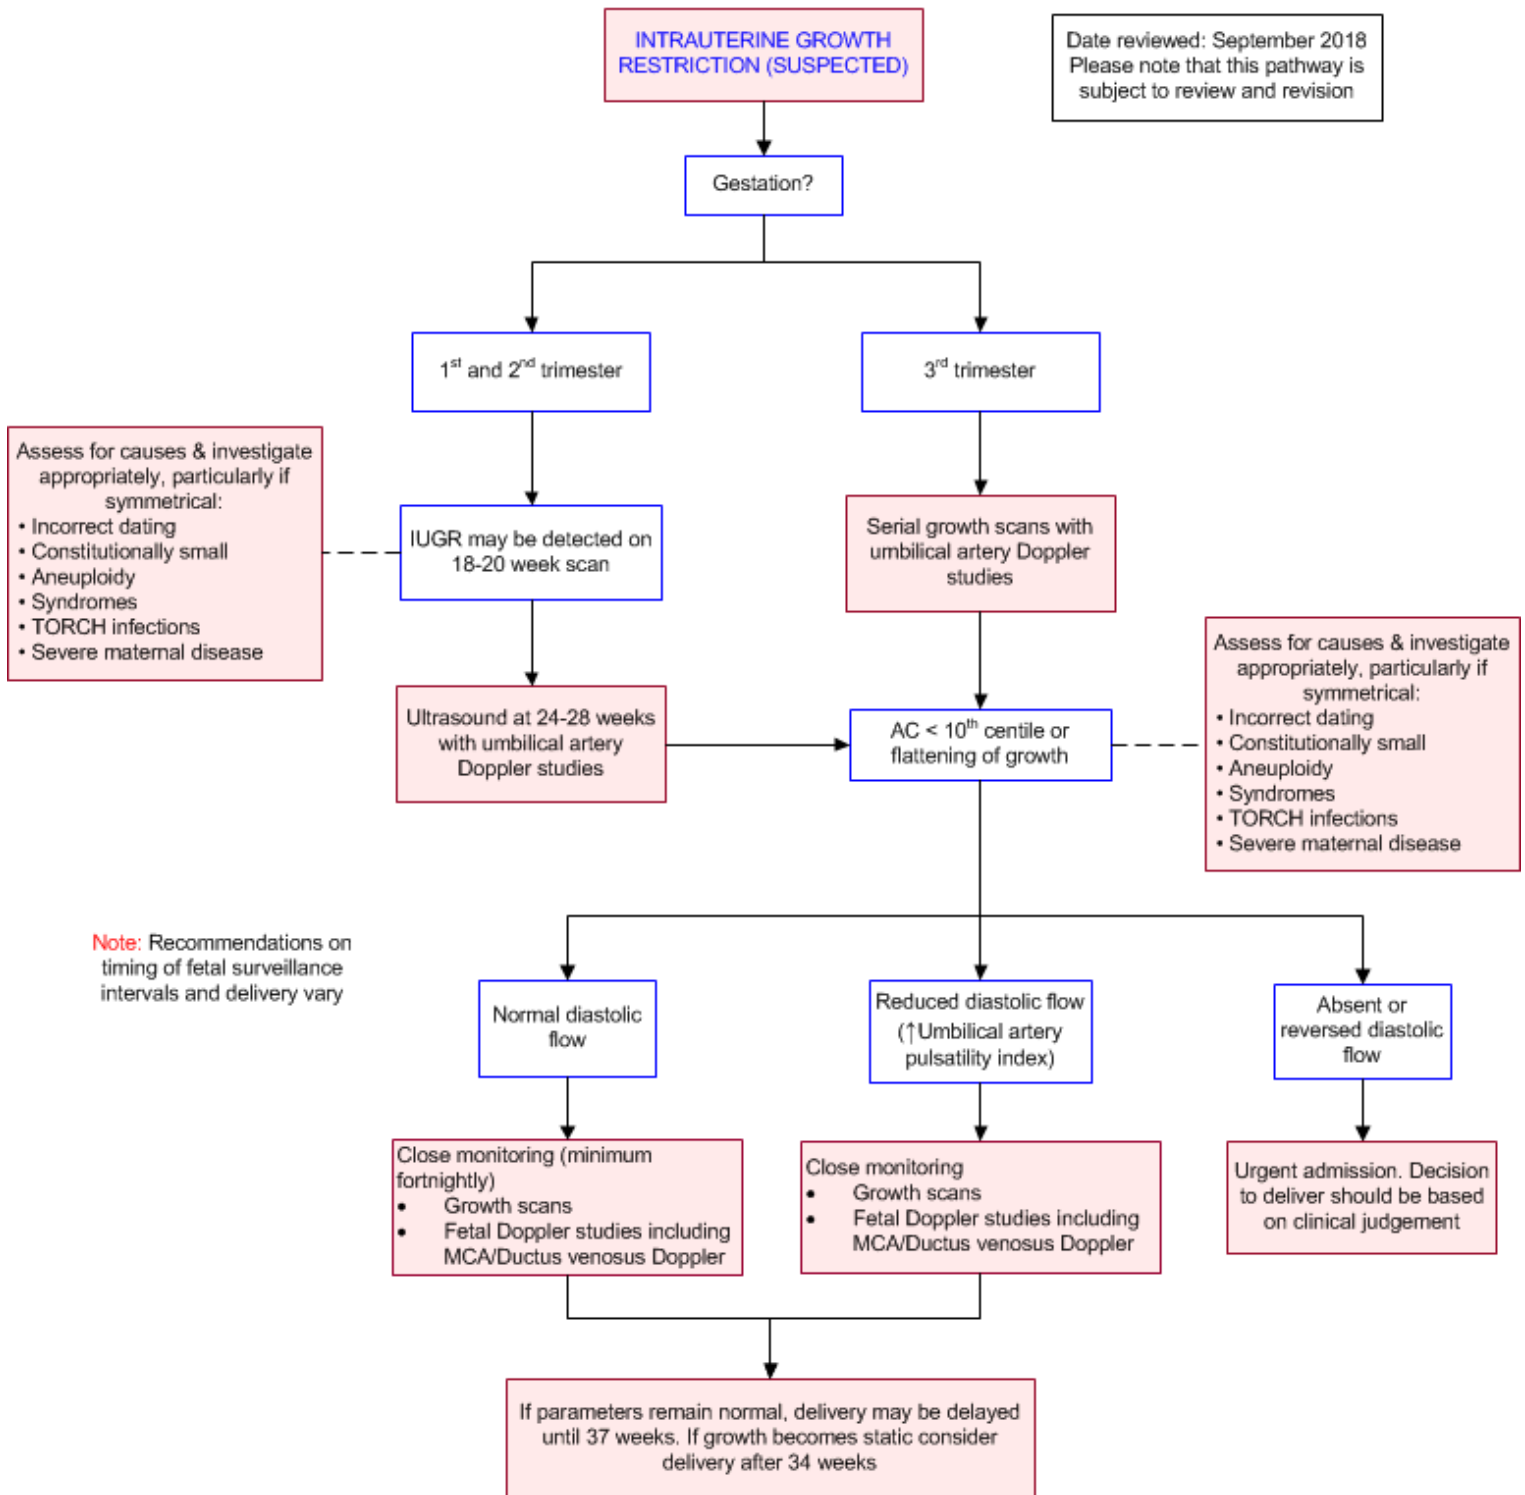 INTRAUTERINE GROWTH
RESTRICTION (SUSPECTED)
Date reviewed: September 2018
Please note that this pathway is
subject to review and revision
Gestation?
1st and 2nd trimester
3rd trimester
Assess for causes & investigate
appropriately, particularly if
symmetrical:
• Incorrect dating
• Constitutionally small
• Aneuploidy
• Syndromes
• TORCH infections
• Severe maternal disease
IUGR may be detected on
18-20 week scan
Serial growth scans with
umbilical artery Doppler
studies
Assess for causes & investigate
appropriately, particularly if
symmetrical:
• Incorrect dating
• Constitutionally small
• Aneuploidy
• Syndromes
• TORCH infections
• Severe maternal disease
Ultrasound at 24-28 weeks
with umbilical artery
Doppler studies
AC < 10th centile or
flattening of growth
Note: Recommendations on
timing of fetal surveillance
intervals and delivery vary
Normal diastolic
flow
Reduced diastolic flow
(↑Umbilical artery
pulsatility index)
Absent or
reversed diastolic
flow
Close monitoring (minimum
fortnightly)
• Growth scans
• Fetal Doppler studies including
MCA/Ductus venosus Doppler
Close monitoring
• Growth scans
• Fetal Doppler studies including
MCA/Ductus venosus Doppler
Urgent admission. Decision
to deliver should be based
on clinical judgement
If parameters remain normal, delivery may be delayed
until 37 weeks. If growth becomes static consider
delivery after 34 weeks